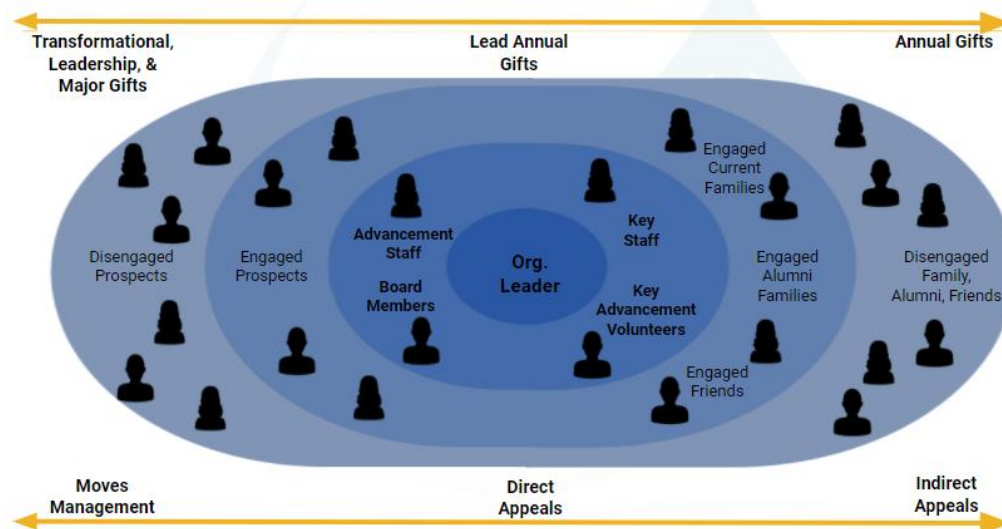 Transformational,
Leadership, &
Major Gifts
Lead Annual
Gifts
Annual Gifts
Engaged
Current
Families
Advancement
Staff
Key
Staff
Disengaged
Prospects
Engaged
Prospects
Org.
Leader
Engaged
Alumni
Families
Disengaged
Family,
Alumni, Friends
Board
Members
Key
Advancement
Volunteers
Engaged
Friends
Moves
Management
Direct
Appeals
Indirect
Appeals